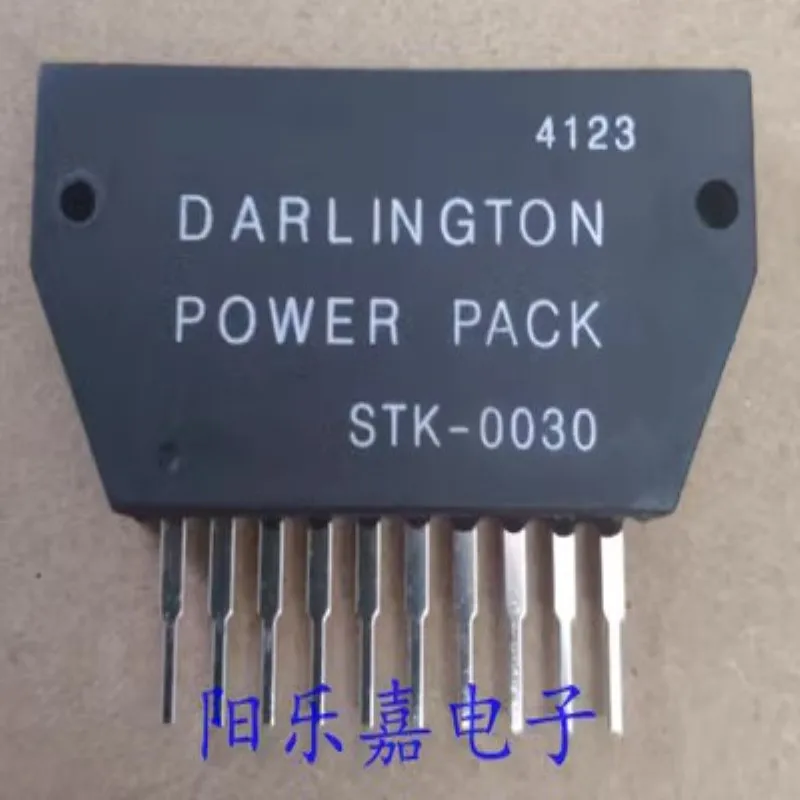 4123
DARLINGTON
POWER PACK
STK-0030
阳乐嘉电子